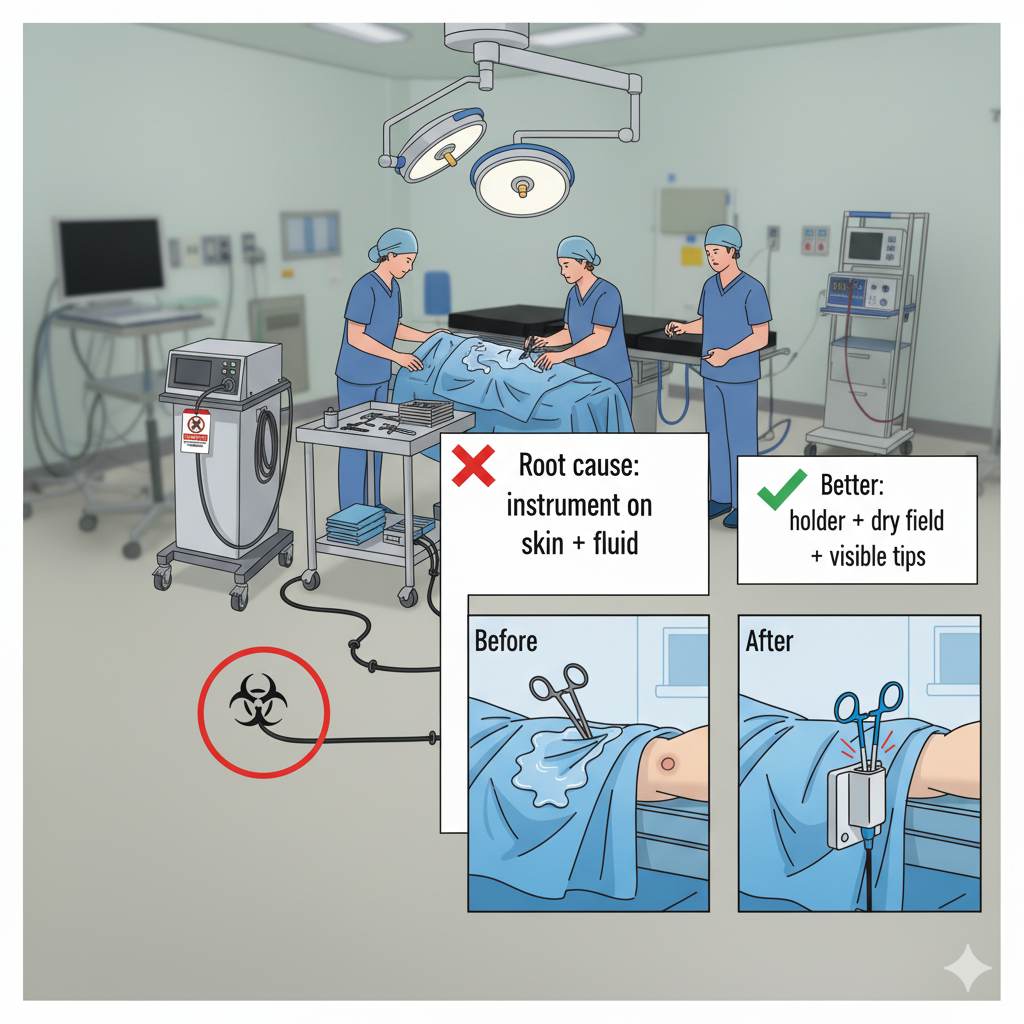 Root cause:
instrument on
skin + fluid
Better:
holder + dry field
+ visible tips
Before
After